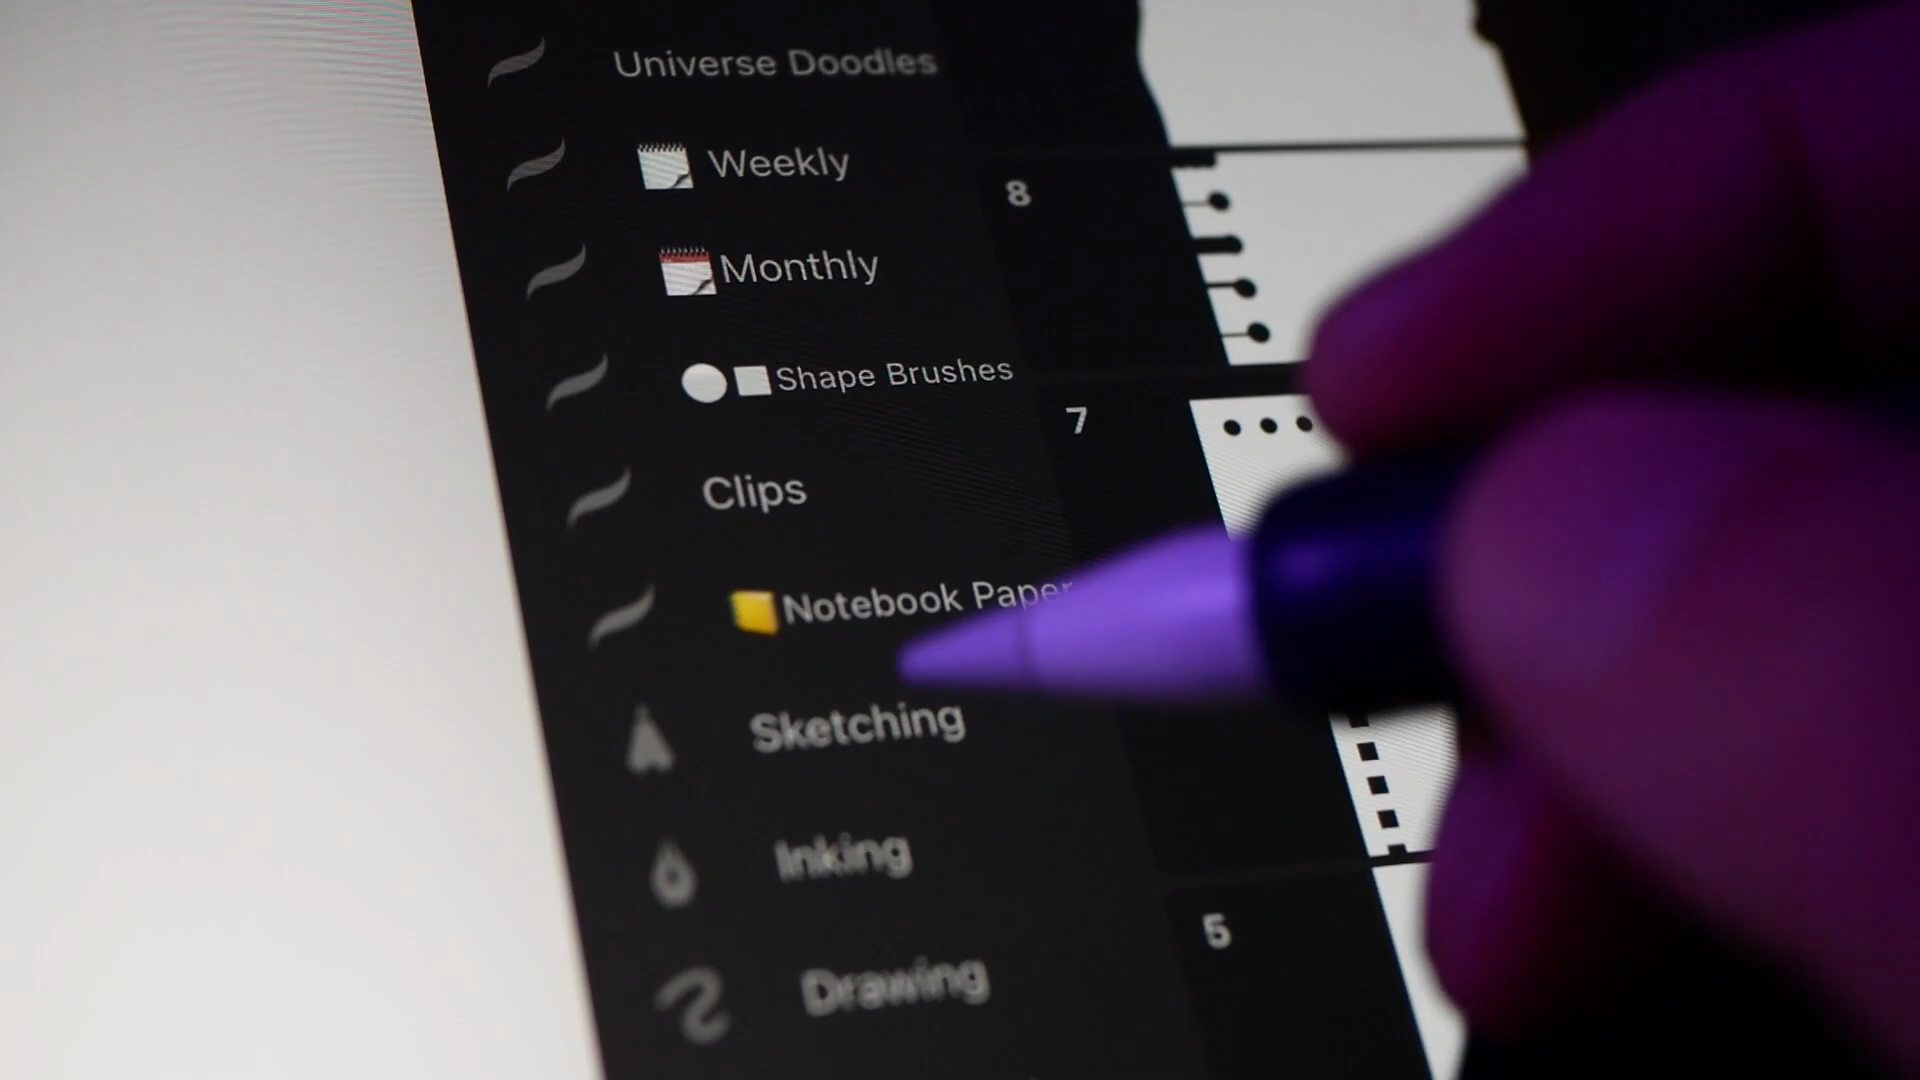 Universe Doodles
Weekly
Monthly
Shape Brushes
Clips
Notebook Paper
Sketching
Inking
Drawing
8
7
5